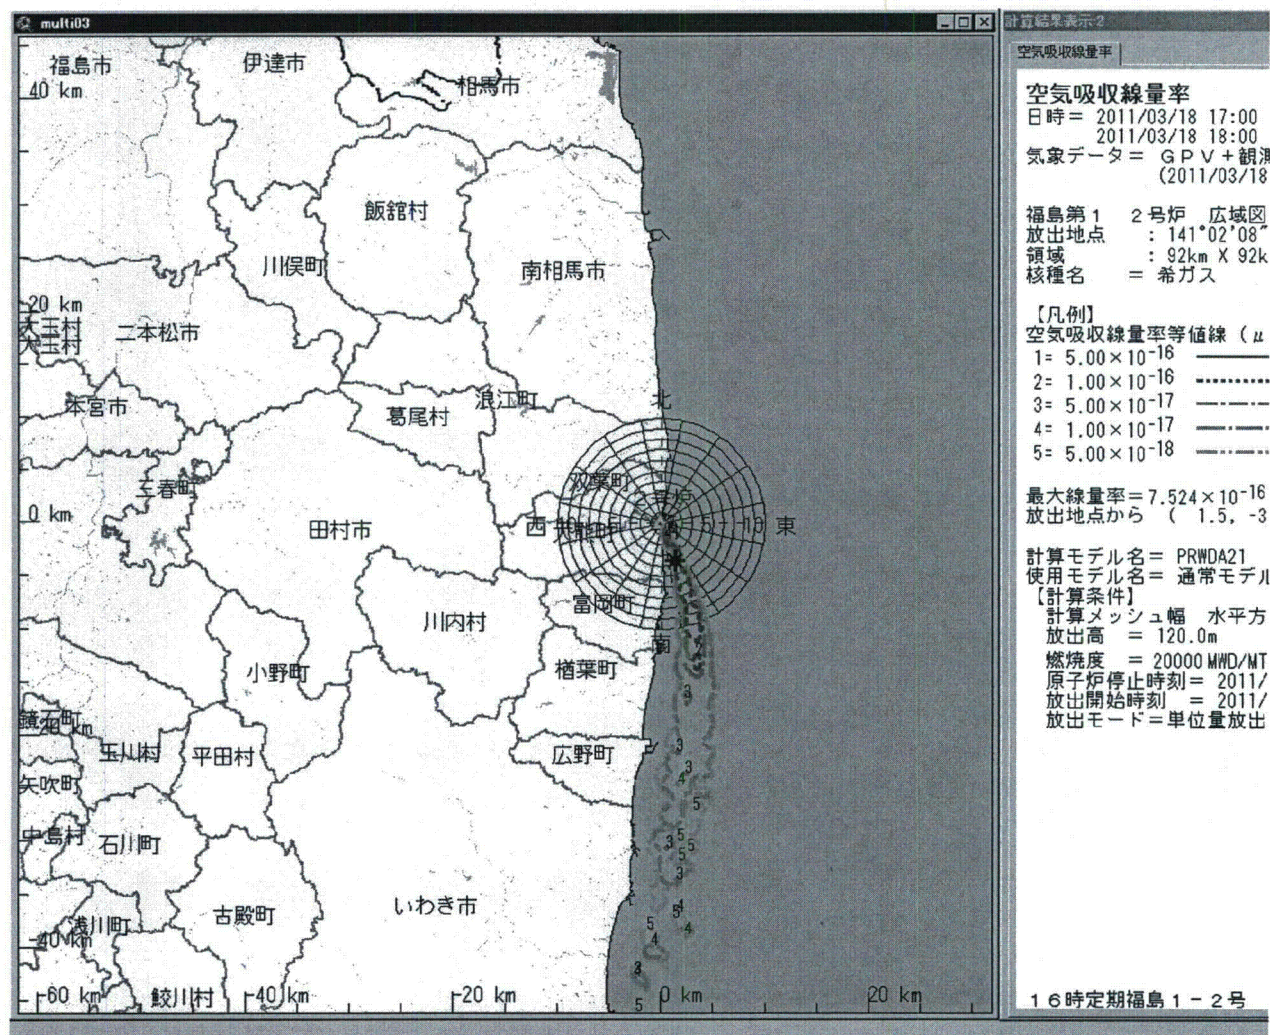 multi03
福島市
伊達市
相馬市
40 km
飯舘村
川俣町
南相馬市
20 km
大玉村
大玉村
二本松市
本宮市
葛尾村
浪江町
北
三春町
双葉町
0 km
田村市
西
大熊町
東
富岡町
川内村
南
小野町
楢葉町
鏡石町
-20 km
玉川村
平田村
広野町
矢吹町
中島村
石川町
いわき市
古殿町
浅川町
-40 km
-60 km
鮫川村
-40 km
-20 km
0 km
20 km
計算結果表示-2
空気吸収線量率
空気吸収線量率
日時= 2011/03/18 17:00
2011/03/18 18:00
気象データ= GPV+観測
(2011/03/18
福島第1 2号炉 広域図
放出地点 : 141°02'08"
領域 : 92km X 92k
核種名 = 希ガス
【凡例】
空気吸収線量率等値線 (μ
1= 5.00×10-16
2= 1.00×10-16
3= 5.00×10-17
4= 1.00×10-17
5= 5.00×10-18
最大線量率=7.524×10-16
放出地点から ( 1.5, -3
計算モデル名= PRWDA21
使用モデル名= 通常モデル
【計算条件】
計算メッシュ幅 水平方
放出高 = 120.0m
燃焼度 = 20000MWD/MT
原子炉停止時刻= 2011/
放出開始時刻 = 2011/
放出モード=単位量放出
16時定期福島1-2号